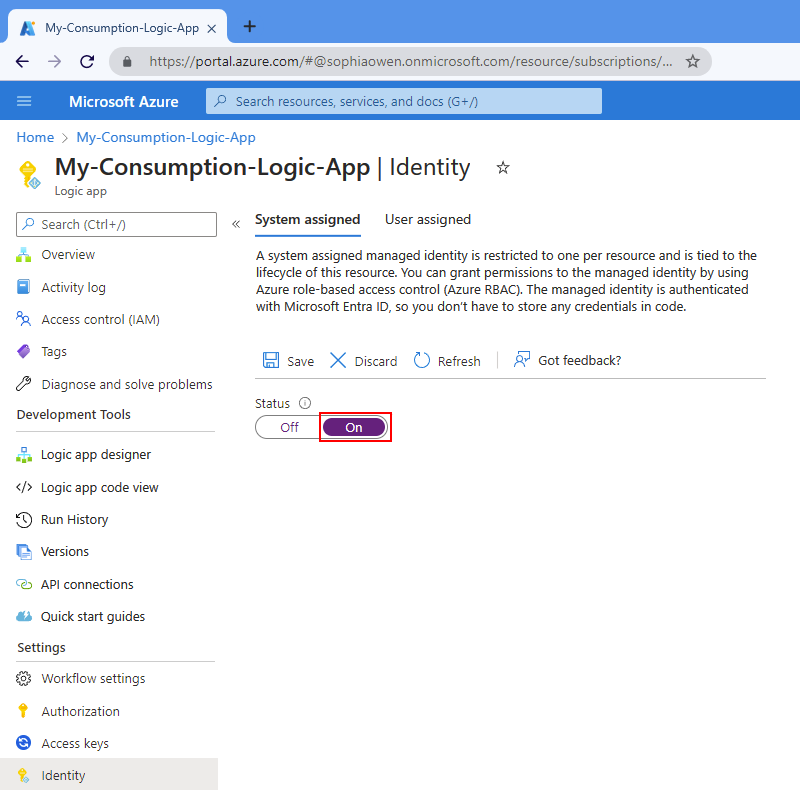 My-Consumption-Logic-App
https://portal.azure.com/#@sophiaowen.onmicrosoft.com/resource/subscriptions/...
Microsoft Azure
Search resources, services, and docs (G+/)
Home > My-Consumption-Logic-App
My-Consumption-Logic-App | Identity
Logic app
Search (Ctrl+/)
«
Overview
Activity log
Access control (IAM)
Tags
Diagnose and solve problems
Development Tools
Logic app designer
Logic app code view
Run History
Versions
API connections
Quick start guides
Settings
Workflow settings
Authorization
Access keys
Identity
System assigned
User assigned
A system assigned managed identity is restricted to one per resource and is tied to the
lifecycle of this resource. You can grant permissions to the managed identity by using
Azure role-based access control (Azure RBAC). The managed identity is authenticated
with Microsoft Entra ID, so you don't have to store any credentials in code.
Save
Discard
Refresh
Got feedback?
Status
Off
On